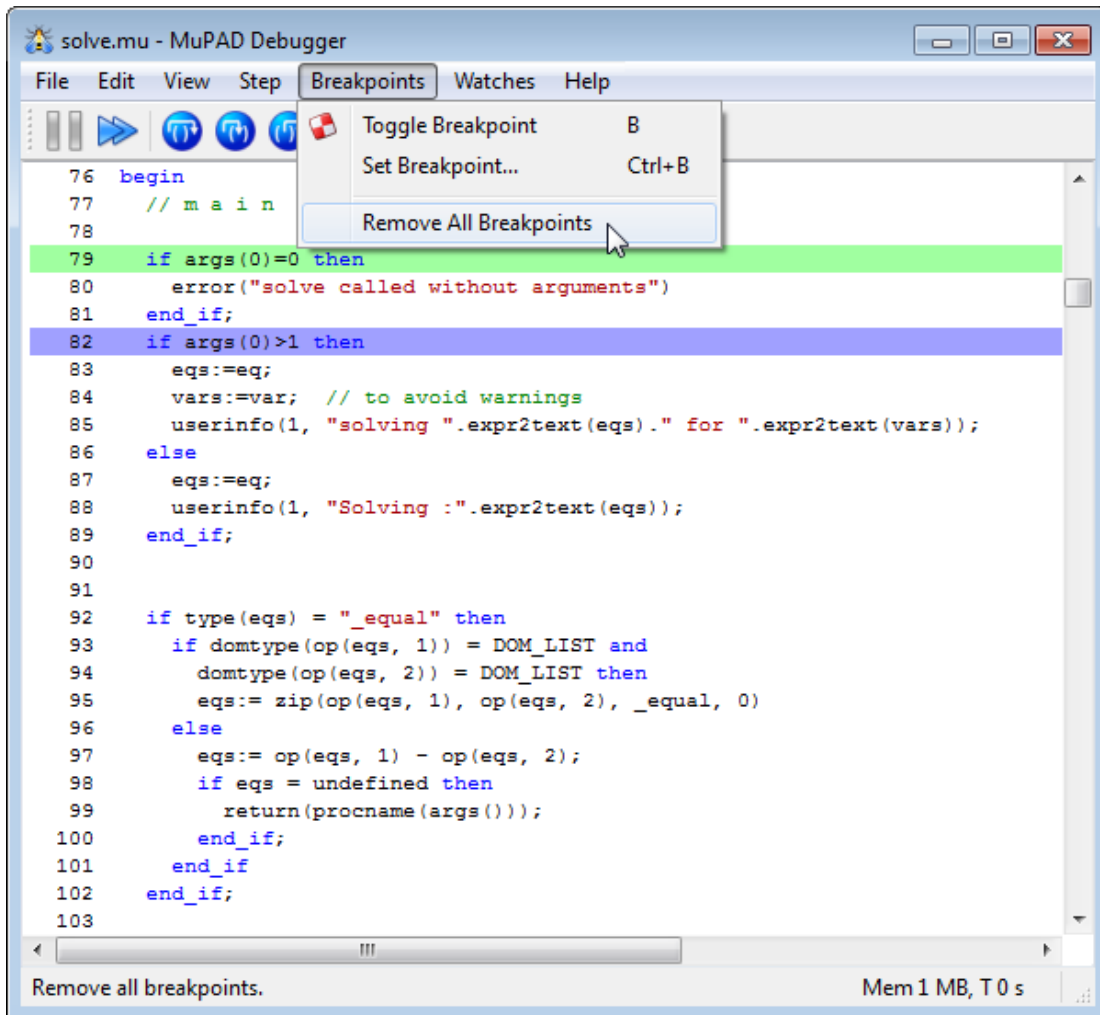 solve.mu - MuPAD Debugger
File Edit View Step Breakpoints Watches Help
Toggle Breakpoint B
Set Breakpoint... Ctrl+B
Remove All Breakpoints
76 begin
77 // m a i n
78
79 if args(0)=0 then
80 error("solve called without arguments")
81 end_if;
82 if args(0)>1 then
83 eqs:=eq;
84 vars:=var; // to avoid warnings
85 userinfo(1, "solving ".expr2text(eqs)." for ".expr2text(vars));
86 else
87 eqs:=eq;
88 userinfo(1, "Solving :".expr2text(eqs));
89 end_if;
90
91
92 if type(eqs) = "_equal" then
93 if domtype(op(eqs, 1)) = DOM_LIST and
94 domtype(op(eqs, 2)) = DOM_LIST then
95 eqs:= zip(op(eqs, 1), op(eqs, 2), _equal, 0)
96 else
97 eqs:= op(eqs, 1) - op(eqs, 2);
98 if eqs = undefined then
99 return(procname(args()));
100 end_if;
101 end_if
102 end_if;
103
Remove all breakpoints. Mem 1 MB, T 0 s